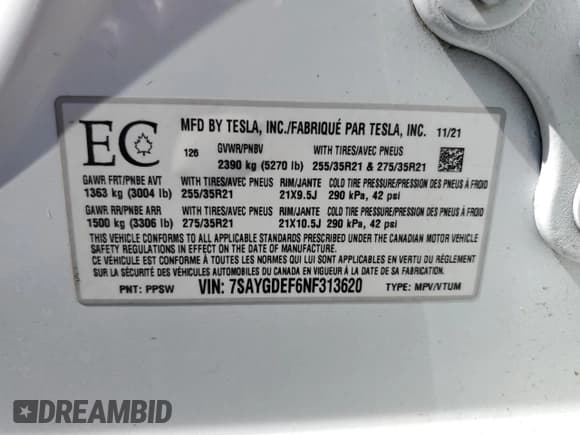 EC
MFD BY TESLA, INC./FABRIQUÉ PAR TESLA, INC. 11/21
126 GVWR/PNBV WITH TIRES/AVEC PNEUS
2390 kg (5270 lb) 255/35R21 & 275/35R21
GAWR FRT/PNBE AVT WITH TIRES/AVEC PNEUS RIM/JANTE COLD TIRE PRESSURE/PRESSION DES PNEUS À FROID
1363 kg (3004 lb) 255/35R21 21X9.5J 290 kPa, 42 psi
GAWR RR/PNBE ARR WITH TIRES/AVEC PNEUS RIM/JANTE COLD TIRE PRESSURE/PRESSION DES PNEUS À FROID
1500 kg (3306 lb) 275/35R21 21X10.5J 290 kPa, 42 psi
THIS VEHICLE CONFORMS TO ALL APPLICABLE STANDARDS PRESCRIBED UNDER THE CANADIAN MOTOR VEHICLE
SAFETY REGULATIONS IN EFFECT ON THE DATE OF MANUFACTURE
CE VÉHICULE EST CONFORME À TOUTES LES NORMES QUI LUI SONT APPLICABLES EN VERTU DU RÈGLEMENT
SUR LA SÉCURITÉ DES VÉHICULES AUTOMOBILES DU CANADA EN VIGUEUR À LA DATE DE SA FABRICATION.
PNT: PPSW VIN: 7SAYGDEF6NF313620 TYPE: MPV/VTUM
DREAMBID